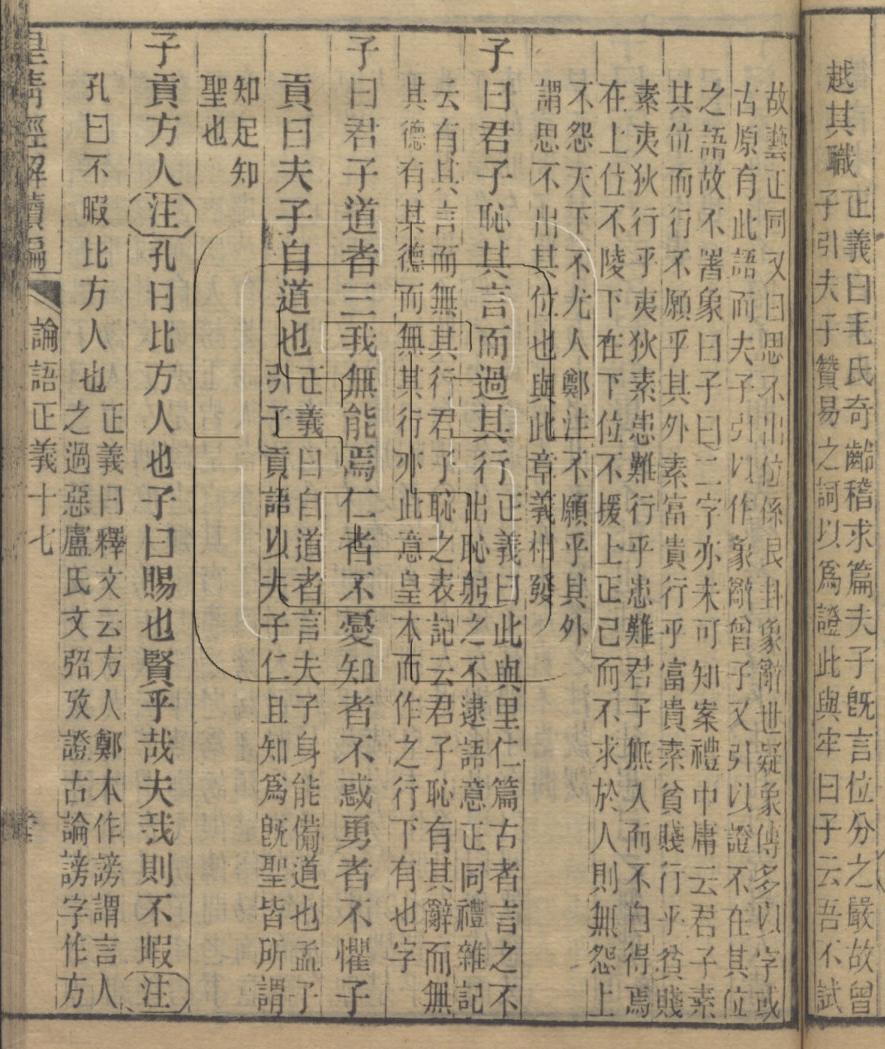 越其職
正義曰毛氏奇齡稽求篇夫子既言位分之嚴故曾
子引夫子贊易之詞以爲證此與牢曰子云吾不試
故藝正同又曰思不出位係艮卦象辭世疑象傳多以字或
古原有此語而夫子引以作象辭曾子又引以證不在其位
之語故不署象曰子曰二字亦未可知案禮中庸云君子素
其位而行不願乎其外素富貴行乎富貴素貧賤行乎貧賤
素夷狄行乎夷狄素患難行乎患難君子無入而不自得焉
在上位不陵下在下位不援上正己而不求於人則無怨上
不怨天下不尤人鄭注不願乎其外
謂思不出其位也與此章義相發
子曰君子恥其言而過其行
正義曰此與里仁篇古者言之不
出恥躬之不逮語意正同禮雜記
云有其言而無其行君子恥之表記云君子恥有其辭而無
其德有其德而無其行亦此意皇本而作之行下有也字
子曰君子道者三我無能焉仁者不憂知者不惑勇者不懼子
貢曰夫子自道也
正義曰自道者言夫子身能備道也孟子
引子貢語以夫子仁且知爲旣聖皆所謂
知足知
聖也
子貢方人注孔曰比方人也子曰賜也賢乎哉夫我則不暇注
孔曰不暇比方人也
正義曰釋文云方人鄭本作謗謂言人
之過惡盧氏文弨攷證古論謗字作方
皇淸經解續編 論語正義十七